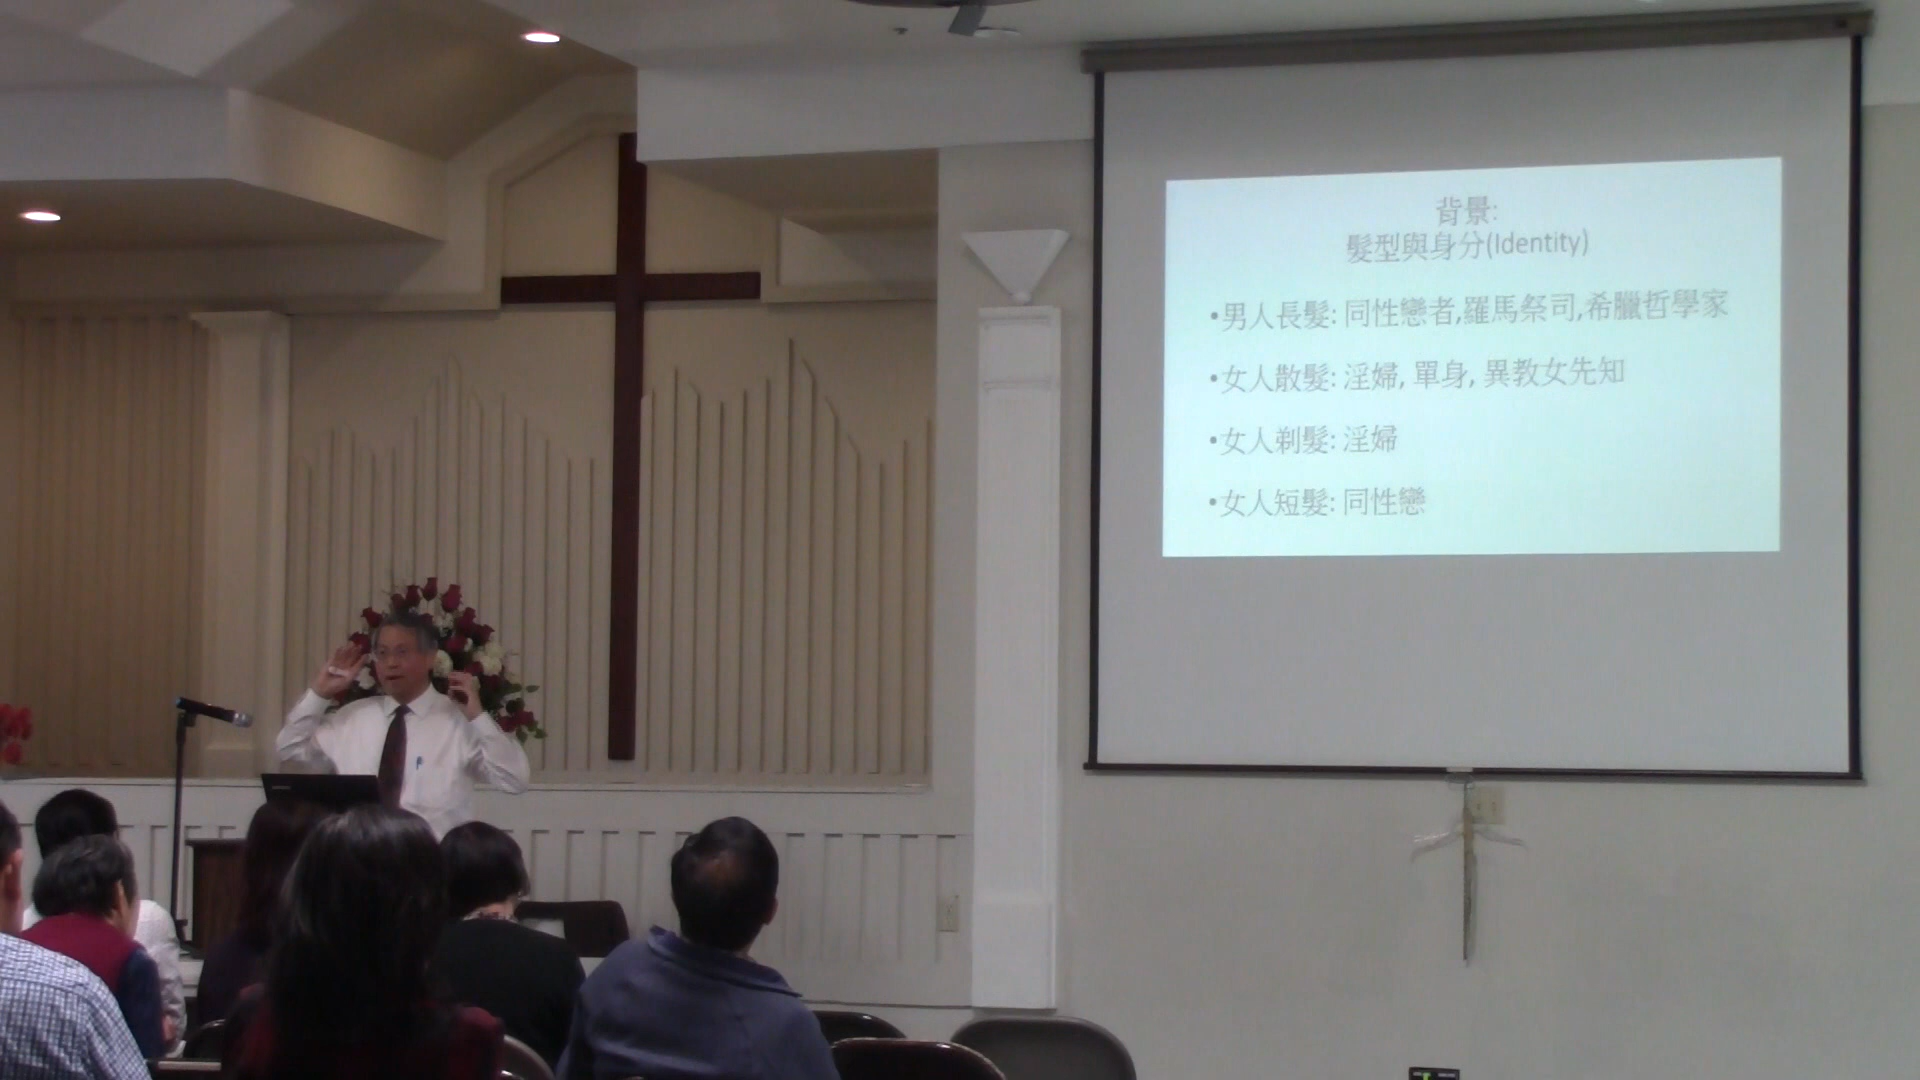 背景:
髮型與身分(Identity)
•男人長髮: 同性戀者,羅馬祭司,希臘哲學家
•女人散髮: 淫婦, 單身, 異教女先知
•女人剃髮: 淫婦
•女人短髮: 同性戀